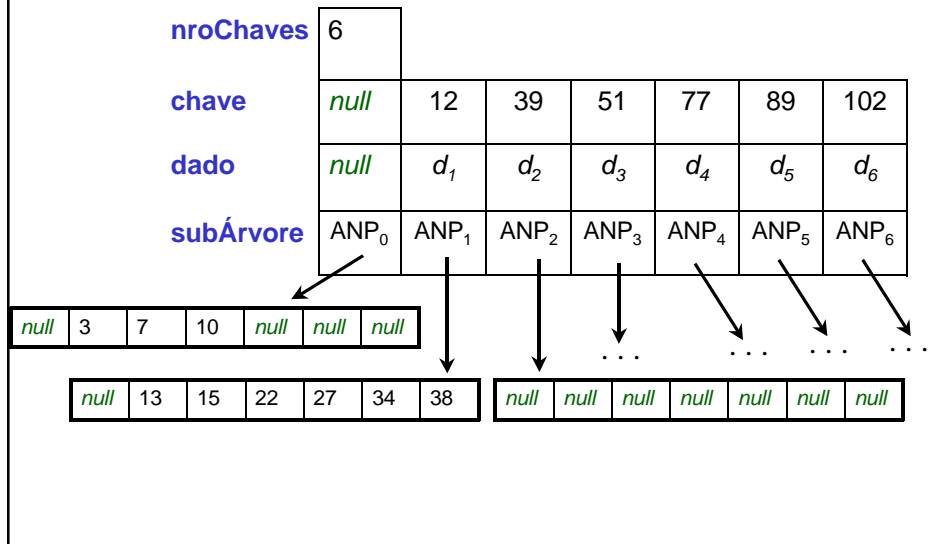 nroChaves 6
chave null 12 39 51 77 89 102
dado null d1 d2 d3 d4 d5 d6
subÁrvore ANP0 ANP1 ANP2 ANP3 ANP4 ANP5 ANP6
null 3 7 10 null null null
... ... ... ...
null 13 15 22 27 34 38 null null null null null null null